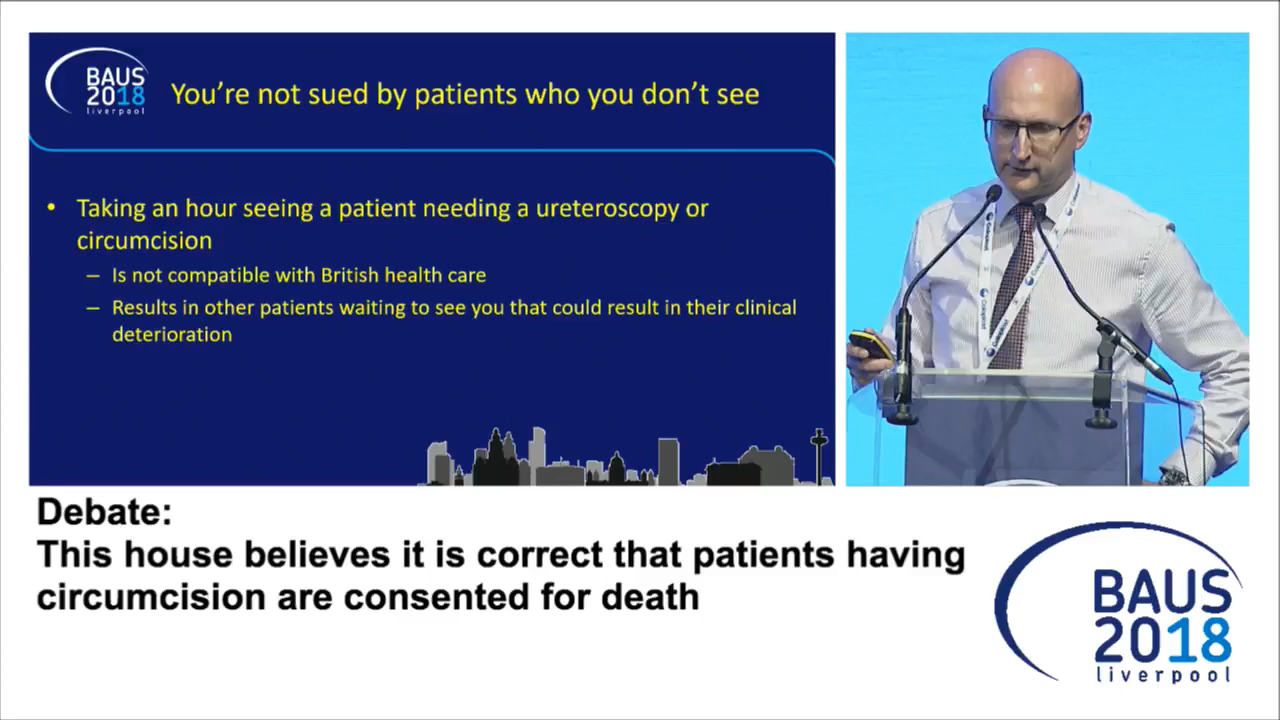 BAUS
2018
liverpool
You're not sued by patients who you don't see
• Taking an hour seeing a patient needing a ureteroscopy or
circumcision
– Is not compatible with British health care
– Results in other patients waiting to see you that could result in their clinical
deterioration
Debate:
This house believes it is correct that patients having
circumcision are consented for death
BAUS
2018
liverpool